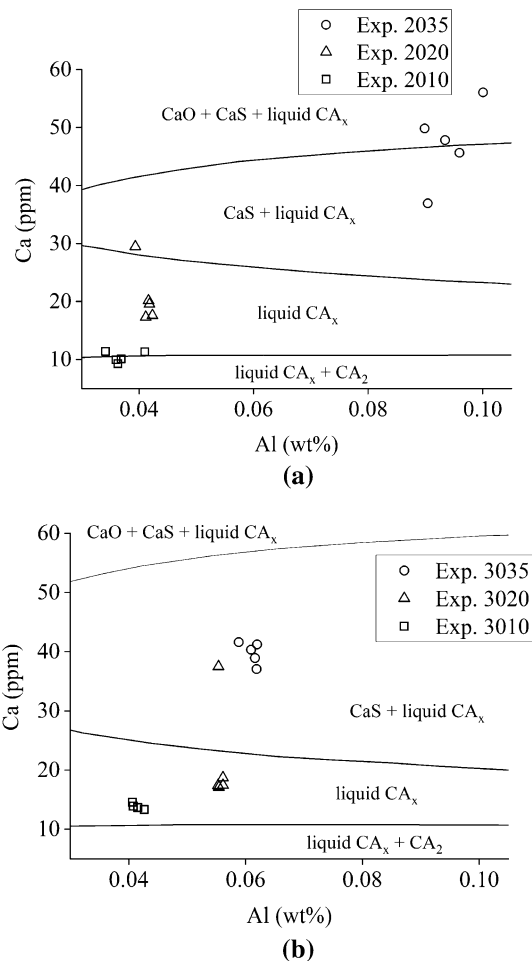 Exp. 2035
Exp. 2020
Exp. 2010
60
50
40
30
20
10
Ca (ppm)
CaO + CaS + liquid CAx
CaS + liquid CAx
liquid CAx
liquid CAx + CA2
0.04 0.06 0.08 0.10
Al (wt%)
(a)
60
50
40
30
20
10
Ca (ppm)
CaO + CaS + liquid CAx
Exp. 3035
Exp. 3020
Exp. 3010
CaS + liquid CAx
liquid CAx
liquid CAx + CA2
0.04 0.06 0.08 0.10
Al (wt%)
(b)